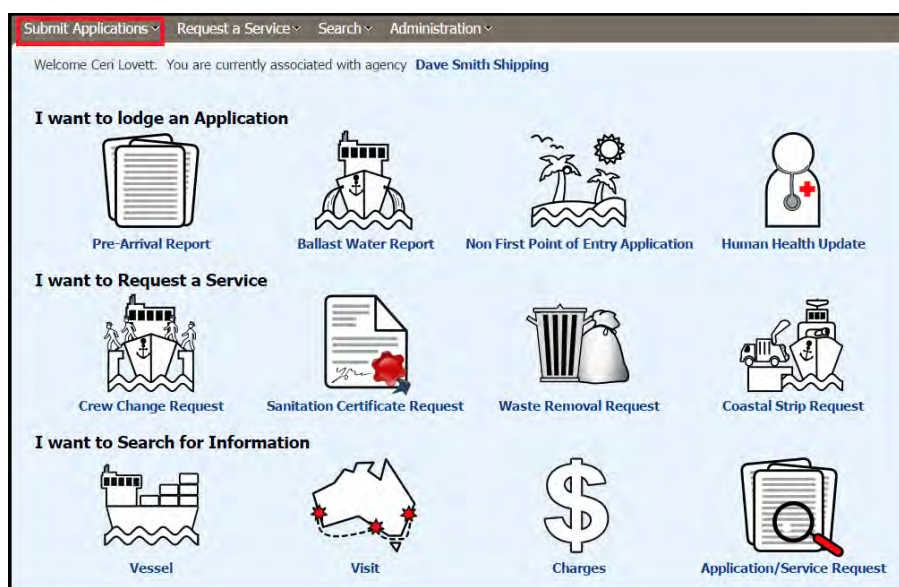 Submit Applications Request a Service Search Administration
Welcome Ceri Lovett. You are currently associated with agency Dave Smith Shipping
I want to lodge an Application
Pre-Arrival Report Ballast Water Report Non First Point of Entry Application Human Health Update
I want to Request a Service
Crew Change Request Sanitation Certificate Request Waste Removal Request Coastal Strip Request
I want to Search for Information
Vessel Visit Charges Application/Service Request